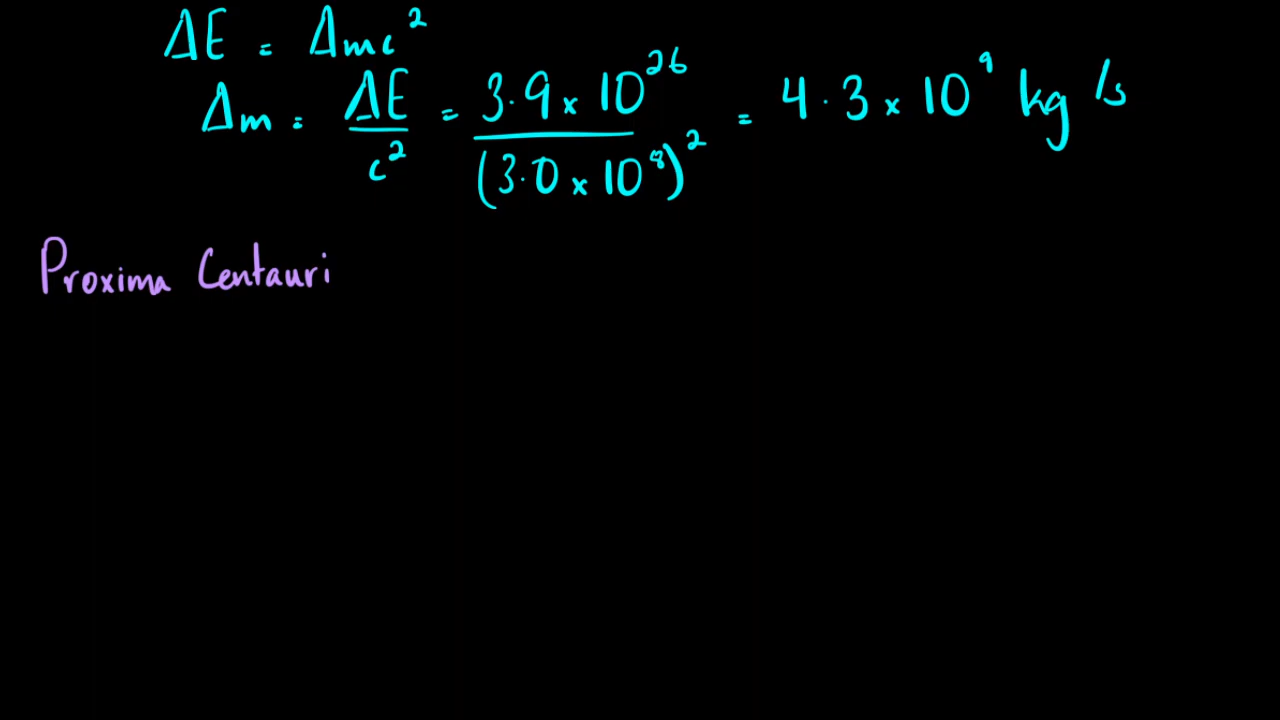 ΔE = Δmc²
Δm = ΔE/c² = 3.9 × 10²⁶/(3.0 × 10⁸)² = 4.3 × 10⁹ kg/s
Proxima Centauri